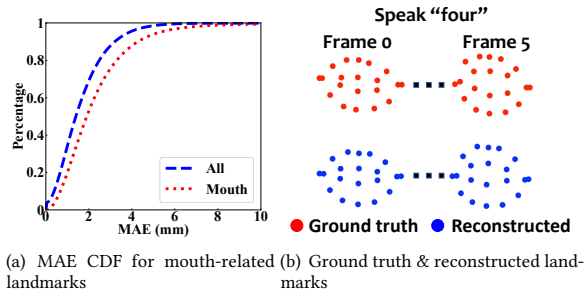 1
0.8
0.6
0.4
0.2
0
0 2 4 6 8 10
Percentage
MAE (mm)
All
Mouth
Speak “four”
Frame 0 Frame 5
Ground truth Reconstructed
(a) MAE CDF for mouth-related
landmarks
(b) Ground truth & reconstructed land-
marks